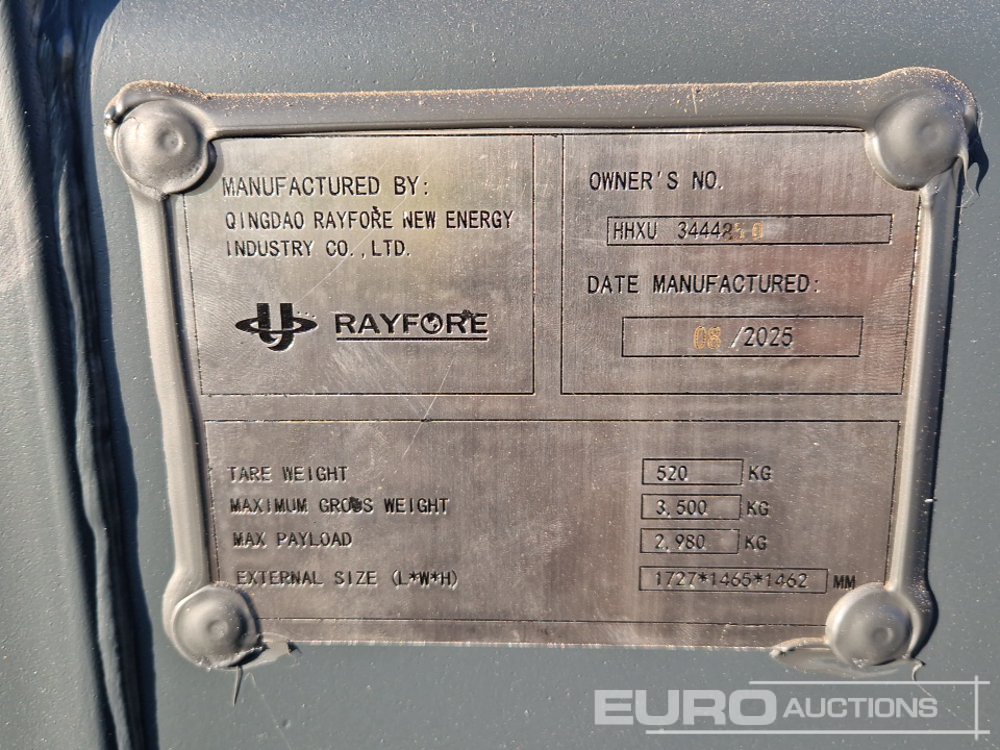 MANUFACTURED BY:
QINGDAO RAYFORE NEW ENERGY
INDUSTRY CO.,LTD.
RAYFORE
OWNER'S NO.
HHXU
DATE MANUFACTURED:
08 /2025
TARE WEIGHT 520 KG
MAXIMUM GROSS WEIGHT 3,500 KG
MAX PAYLOAD 2,980 KG
EXTERNAL SIZE (L*W*H) 1727*1465*1462 MM
EURO AUCTIONS